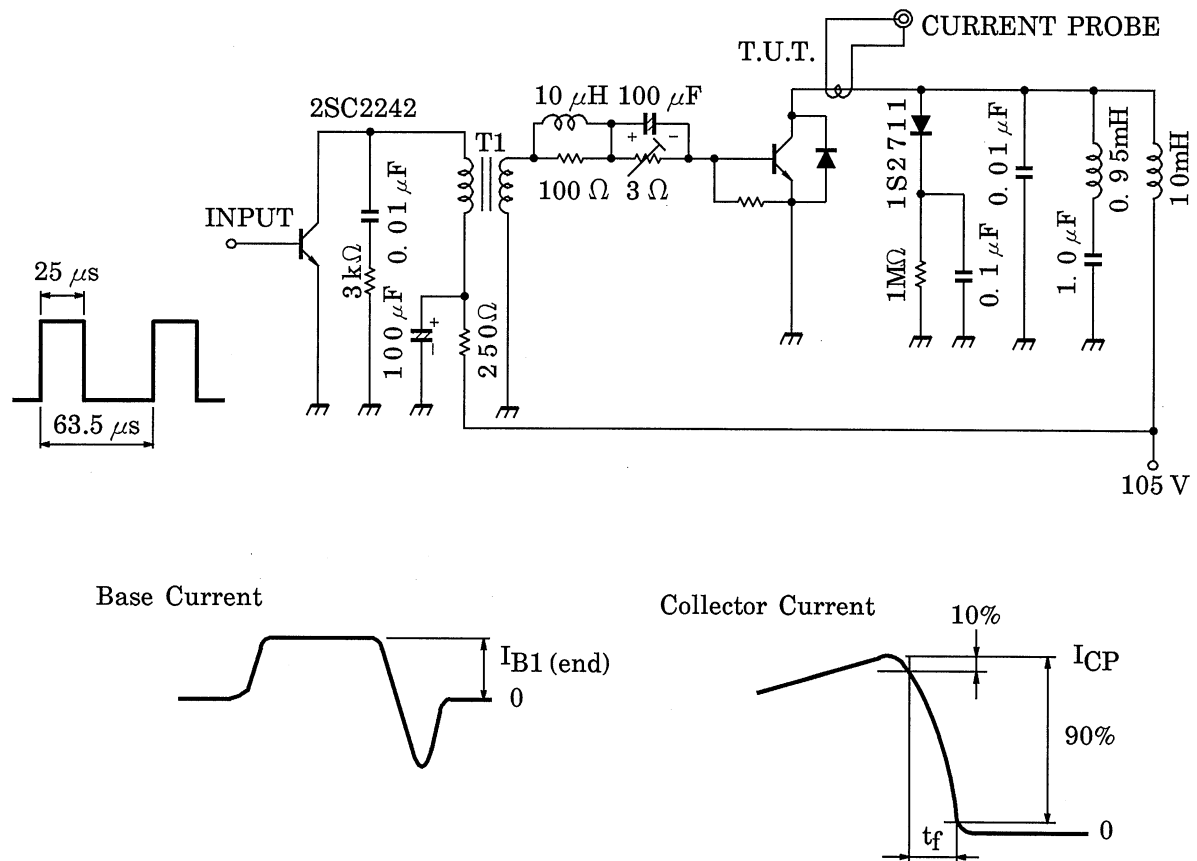 CURRENT PROBE
T.U.T.
10 μH 100 μF
2SC2242
T1
100 Ω 3 Ω
INPUT
0.01 μF
3kΩ
100 μF
+
−
250Ω
+ −
1S2711
1MΩ
0.1 μF
0.01 μF
1.0 μF
0.95mH
10mH
25 μs
63.5 μs
105 V
Base Current
IB1 (end)
0
Collector Current
10%
ICP
90%
0
tf